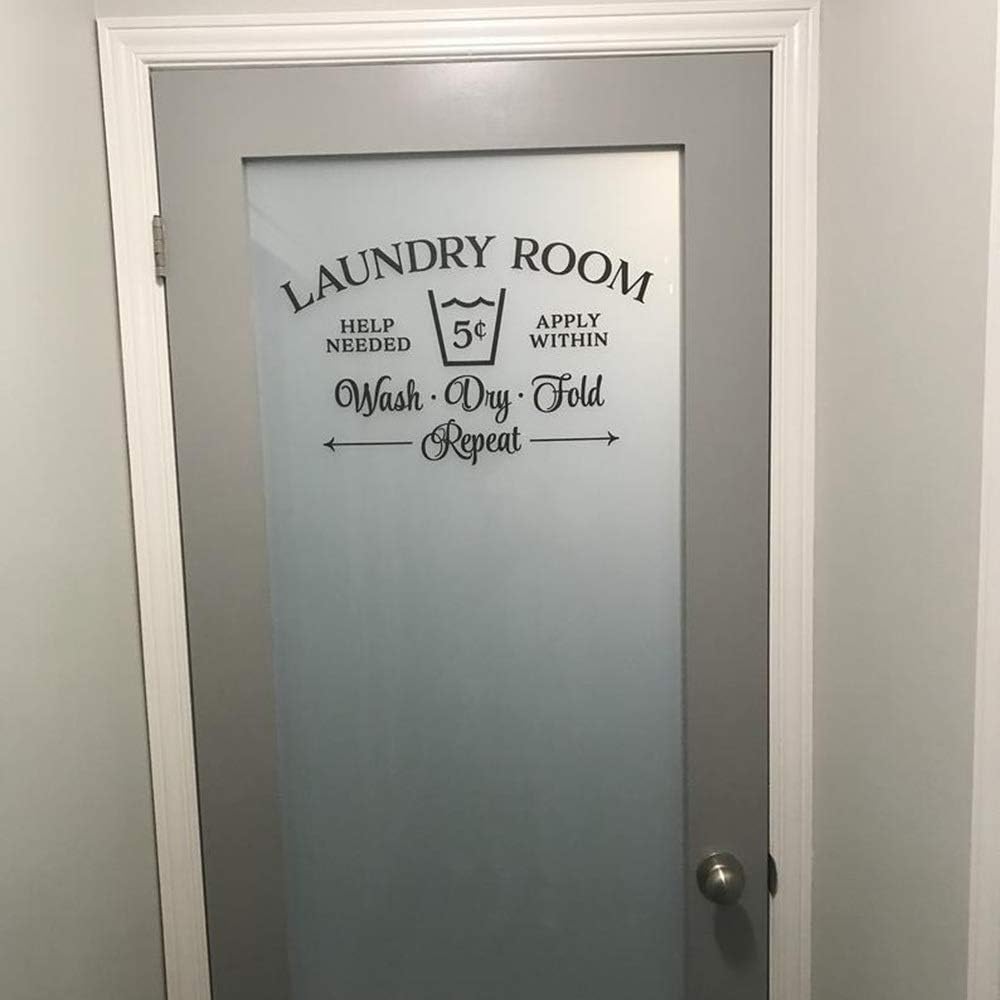 LAUNDRY ROOM
HELP NEEDED
5¢
APPLY WITHIN
Wash · Dry · Fold
Repeat